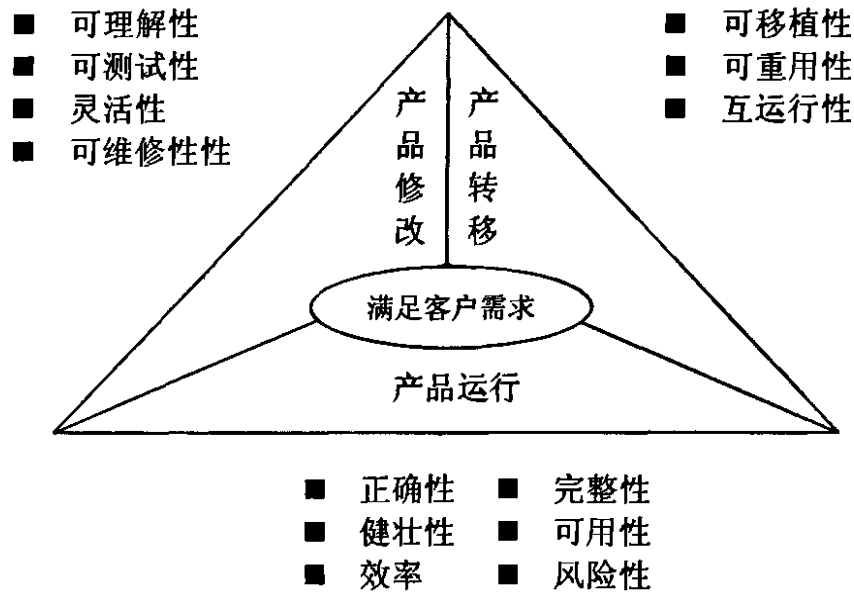 可理解性
可测试性
灵活性
可维修性性
可移植性
可重用性
互运行性
产品修改
产品转移
满足客户需求
产品运行
正确性
完整性
健壮性
可用性
效率
风险性